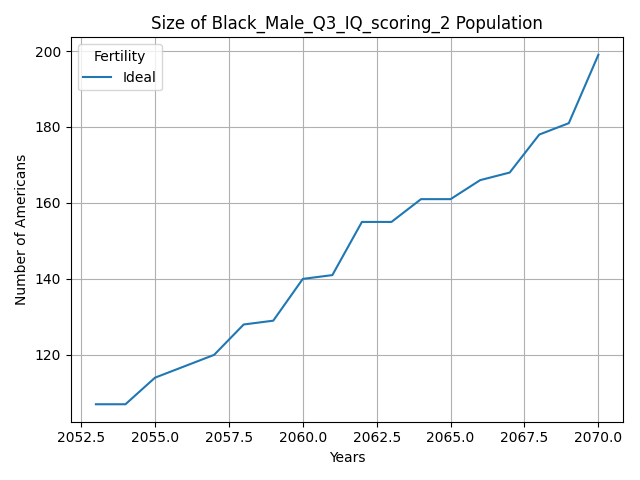 Size of Black_Male_Q3_IQ_scoring_2 Population
Fertility
Ideal
Number of Americans
200
180
160
140
120
2052.5 2055.0 2057.5 2060.0 2062.5 2065.0 2067.5 2070.0
Years